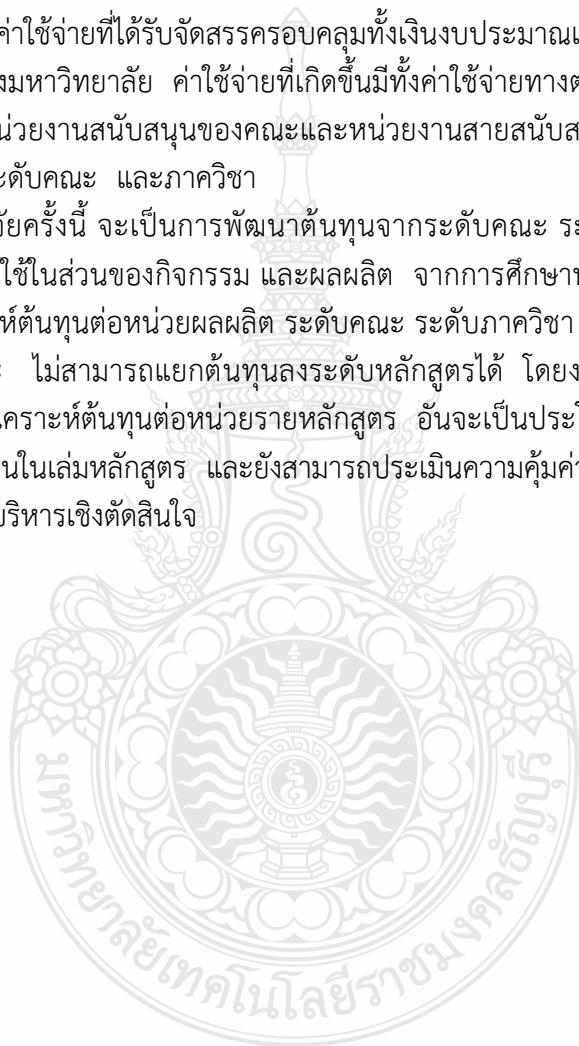 ค่าใช้จ่ายที่ได้รับจัดสรรครอบคลุมทั้งเงินงบประมาณแ
งมหาวิทยาลัย ค่าใช้จ่ายที่เกิดขึ้นมีทั้งค่าใช้จ่ายทางต
น่วยงานสนับสนุนของคณะและหน่วยงานสายสนับส
ะดับคณะ และภาควิชา
ัยครั้งนี้ จะเป็นการพัฒนาต้นทุนจากระดับคณะ ระ
ใช้ในส่วนของกิจกรรม และผลผลิต จากการศึกษาท
ห์ต้นทุนต่อหน่วยผลผลิต ระดับคณะ ระดับภาควิชา
ะ ไม่สามารถแยกต้นทุนลงระดับหลักสูตรได้ โดยง
เคราะห์ต้นทุนต่อหน่วยรายหลักสูตร อันจะเป็นประโ
นในเล่มหลักสูตร และยังสามารถประเมินความคุ้มค่า
บริหารเชิงตัดสินใจ
มหาวิทยาลัยเทคโนโลยีราชมงคลธัญบุรี